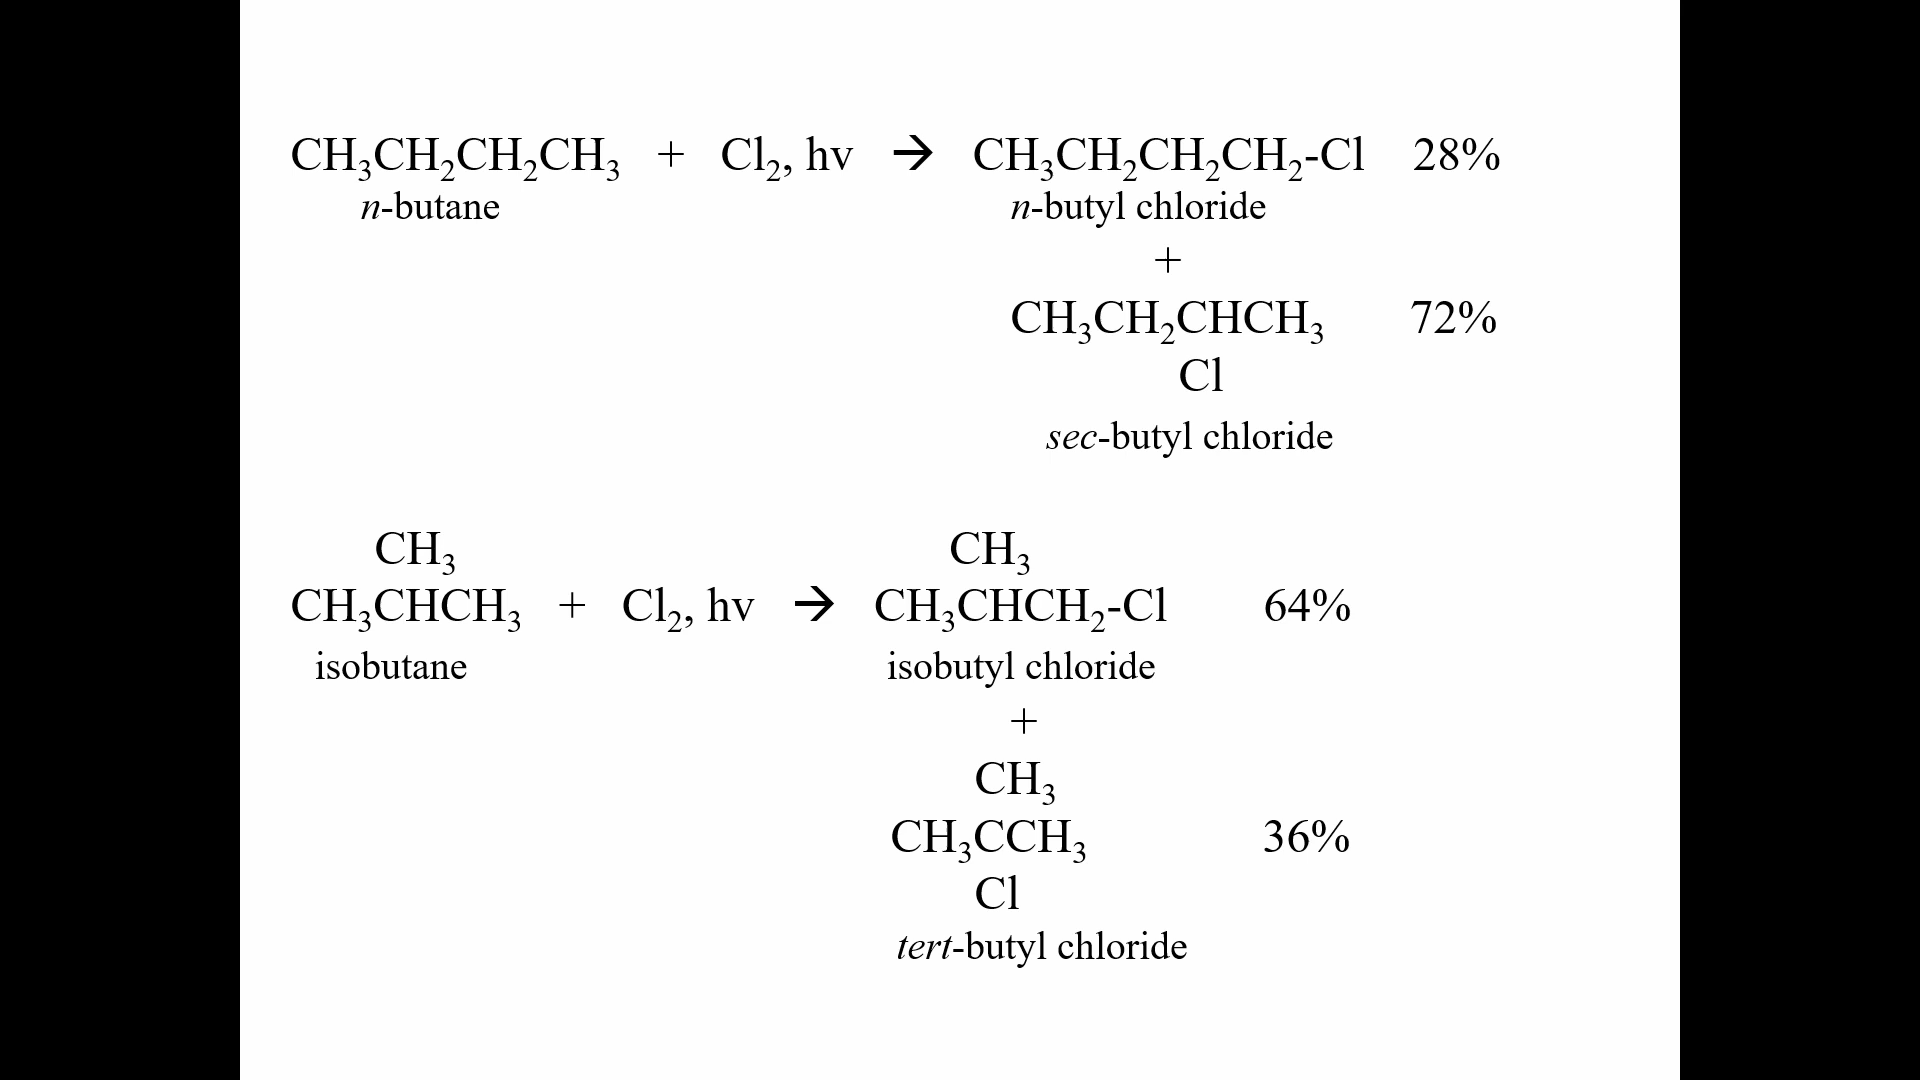 CH₃CH₂CH₂CH₃ + Cl₂, hv → CH₃CH₂CH₂CH₂-Cl 28%
n-butane n-butyl chloride
+
CH₃CH₂CHCH₃ 72%
Cl
sec-butyl chloride
CH₃ CH₃
CH₃CHCH₃ + Cl₂, hv → CH₃CHCH₂-Cl 64%
isobutane isobutyl chloride
+
CH₃
CH₃CCH₃ 36%
Cl
tert-butyl chloride